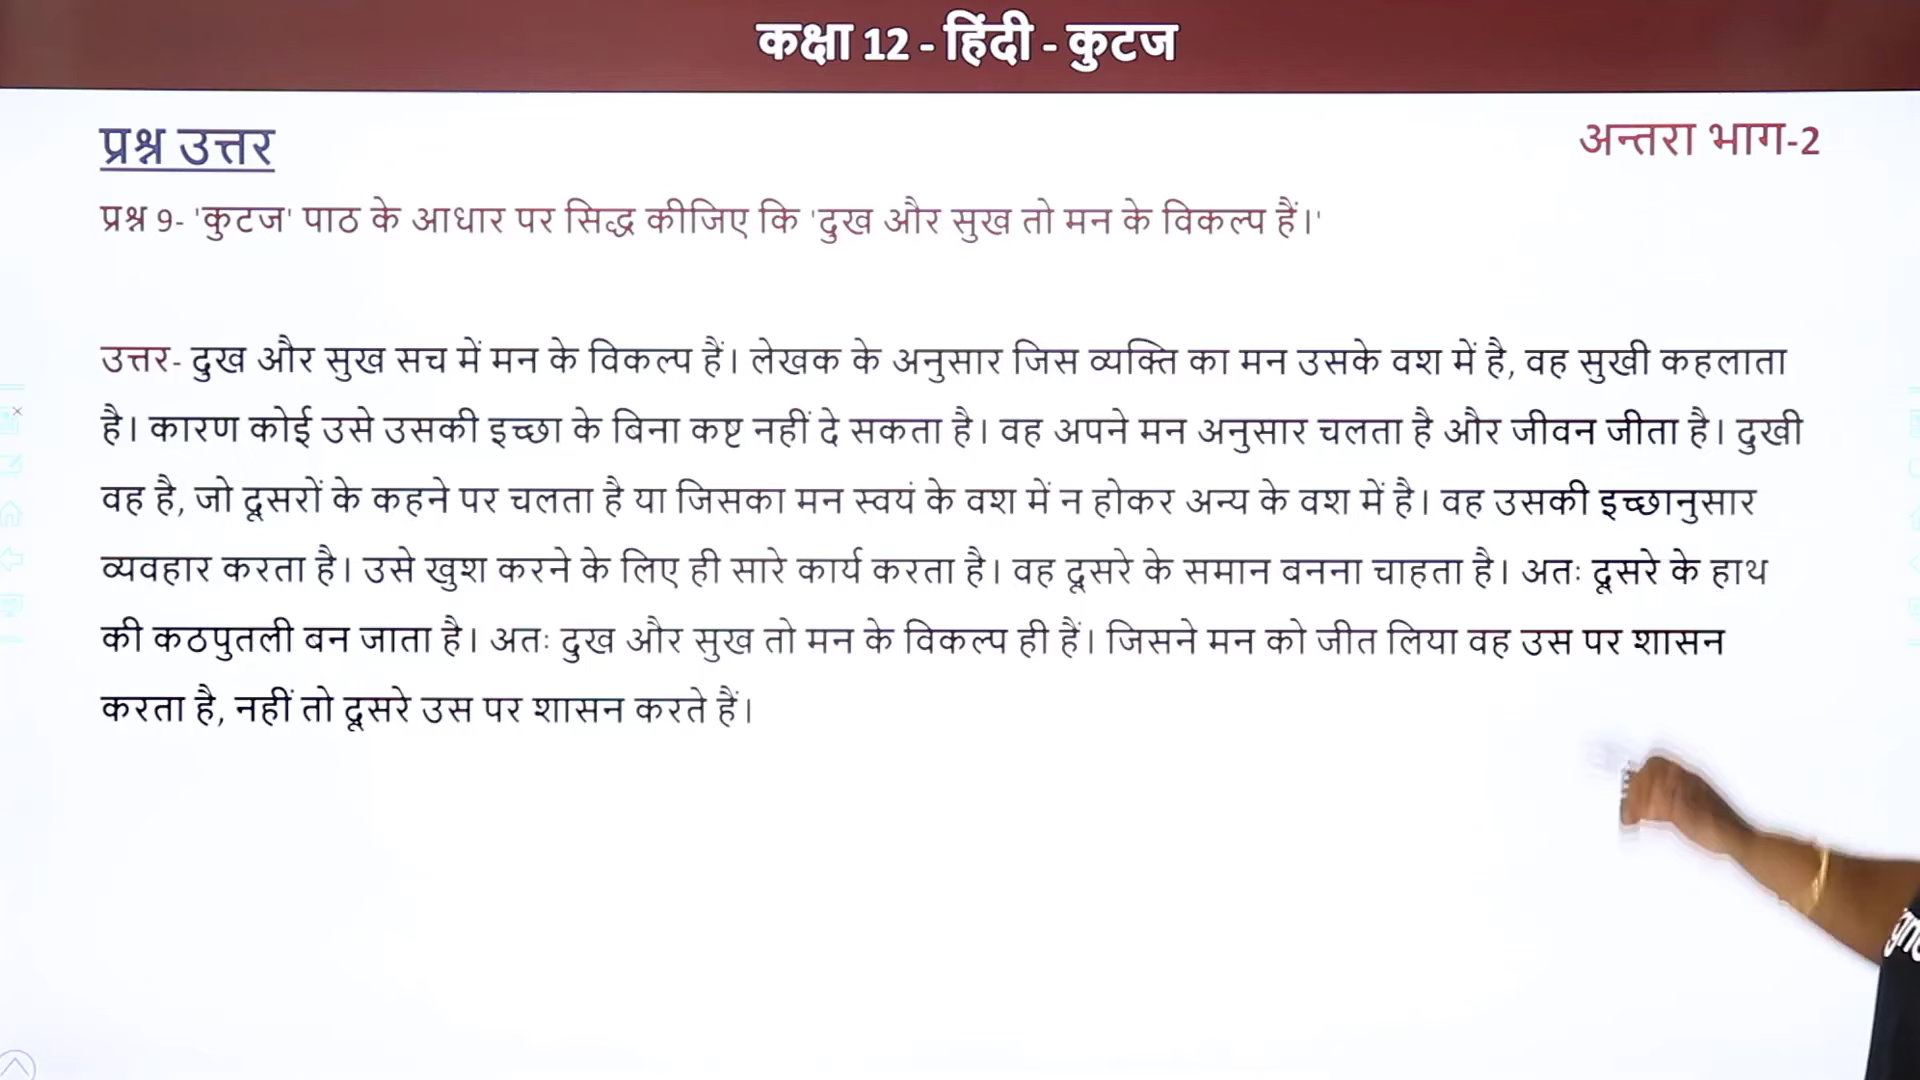 कक्षा 12 - हिंदी - कुटज
प्रश्न उत्तर
अन्तरा भाग-2
प्रश्न 9- 'कुटज' पाठ के आधार पर सिद्ध कीजिए कि 'दुख और सुख तो मन के विकल्प हैं।'
उत्तर- दुख और सुख सच में मन के विकल्प हैं। लेखक के अनुसार जिस व्यक्ति का मन उसके वश में है, वह सुखी कहलाता
है। कारण कोई उसे उसकी इच्छा के बिना कष्ट नहीं दे सकता है। वह अपने मन अनुसार चलता है और जीवन जीता है। दुखी
वह है, जो दूसरों के कहने पर चलता है या जिसका मन स्वयं के वश में न होकर अन्य के वश में है। वह उसकी इच्छानुसार
व्यवहार करता है। उसे खुश करने के लिए ही सारे कार्य करता है। वह दूसरे के समान बनना चाहता है। अतः दूसरे के हाथ
की कठपुतली बन जाता है। अतः दुख और सुख तो मन के विकल्प ही हैं। जिसने मन को जीत लिया वह उस पर शासन
करता है, नहीं तो दूसरे उस पर शासन करते हैं।